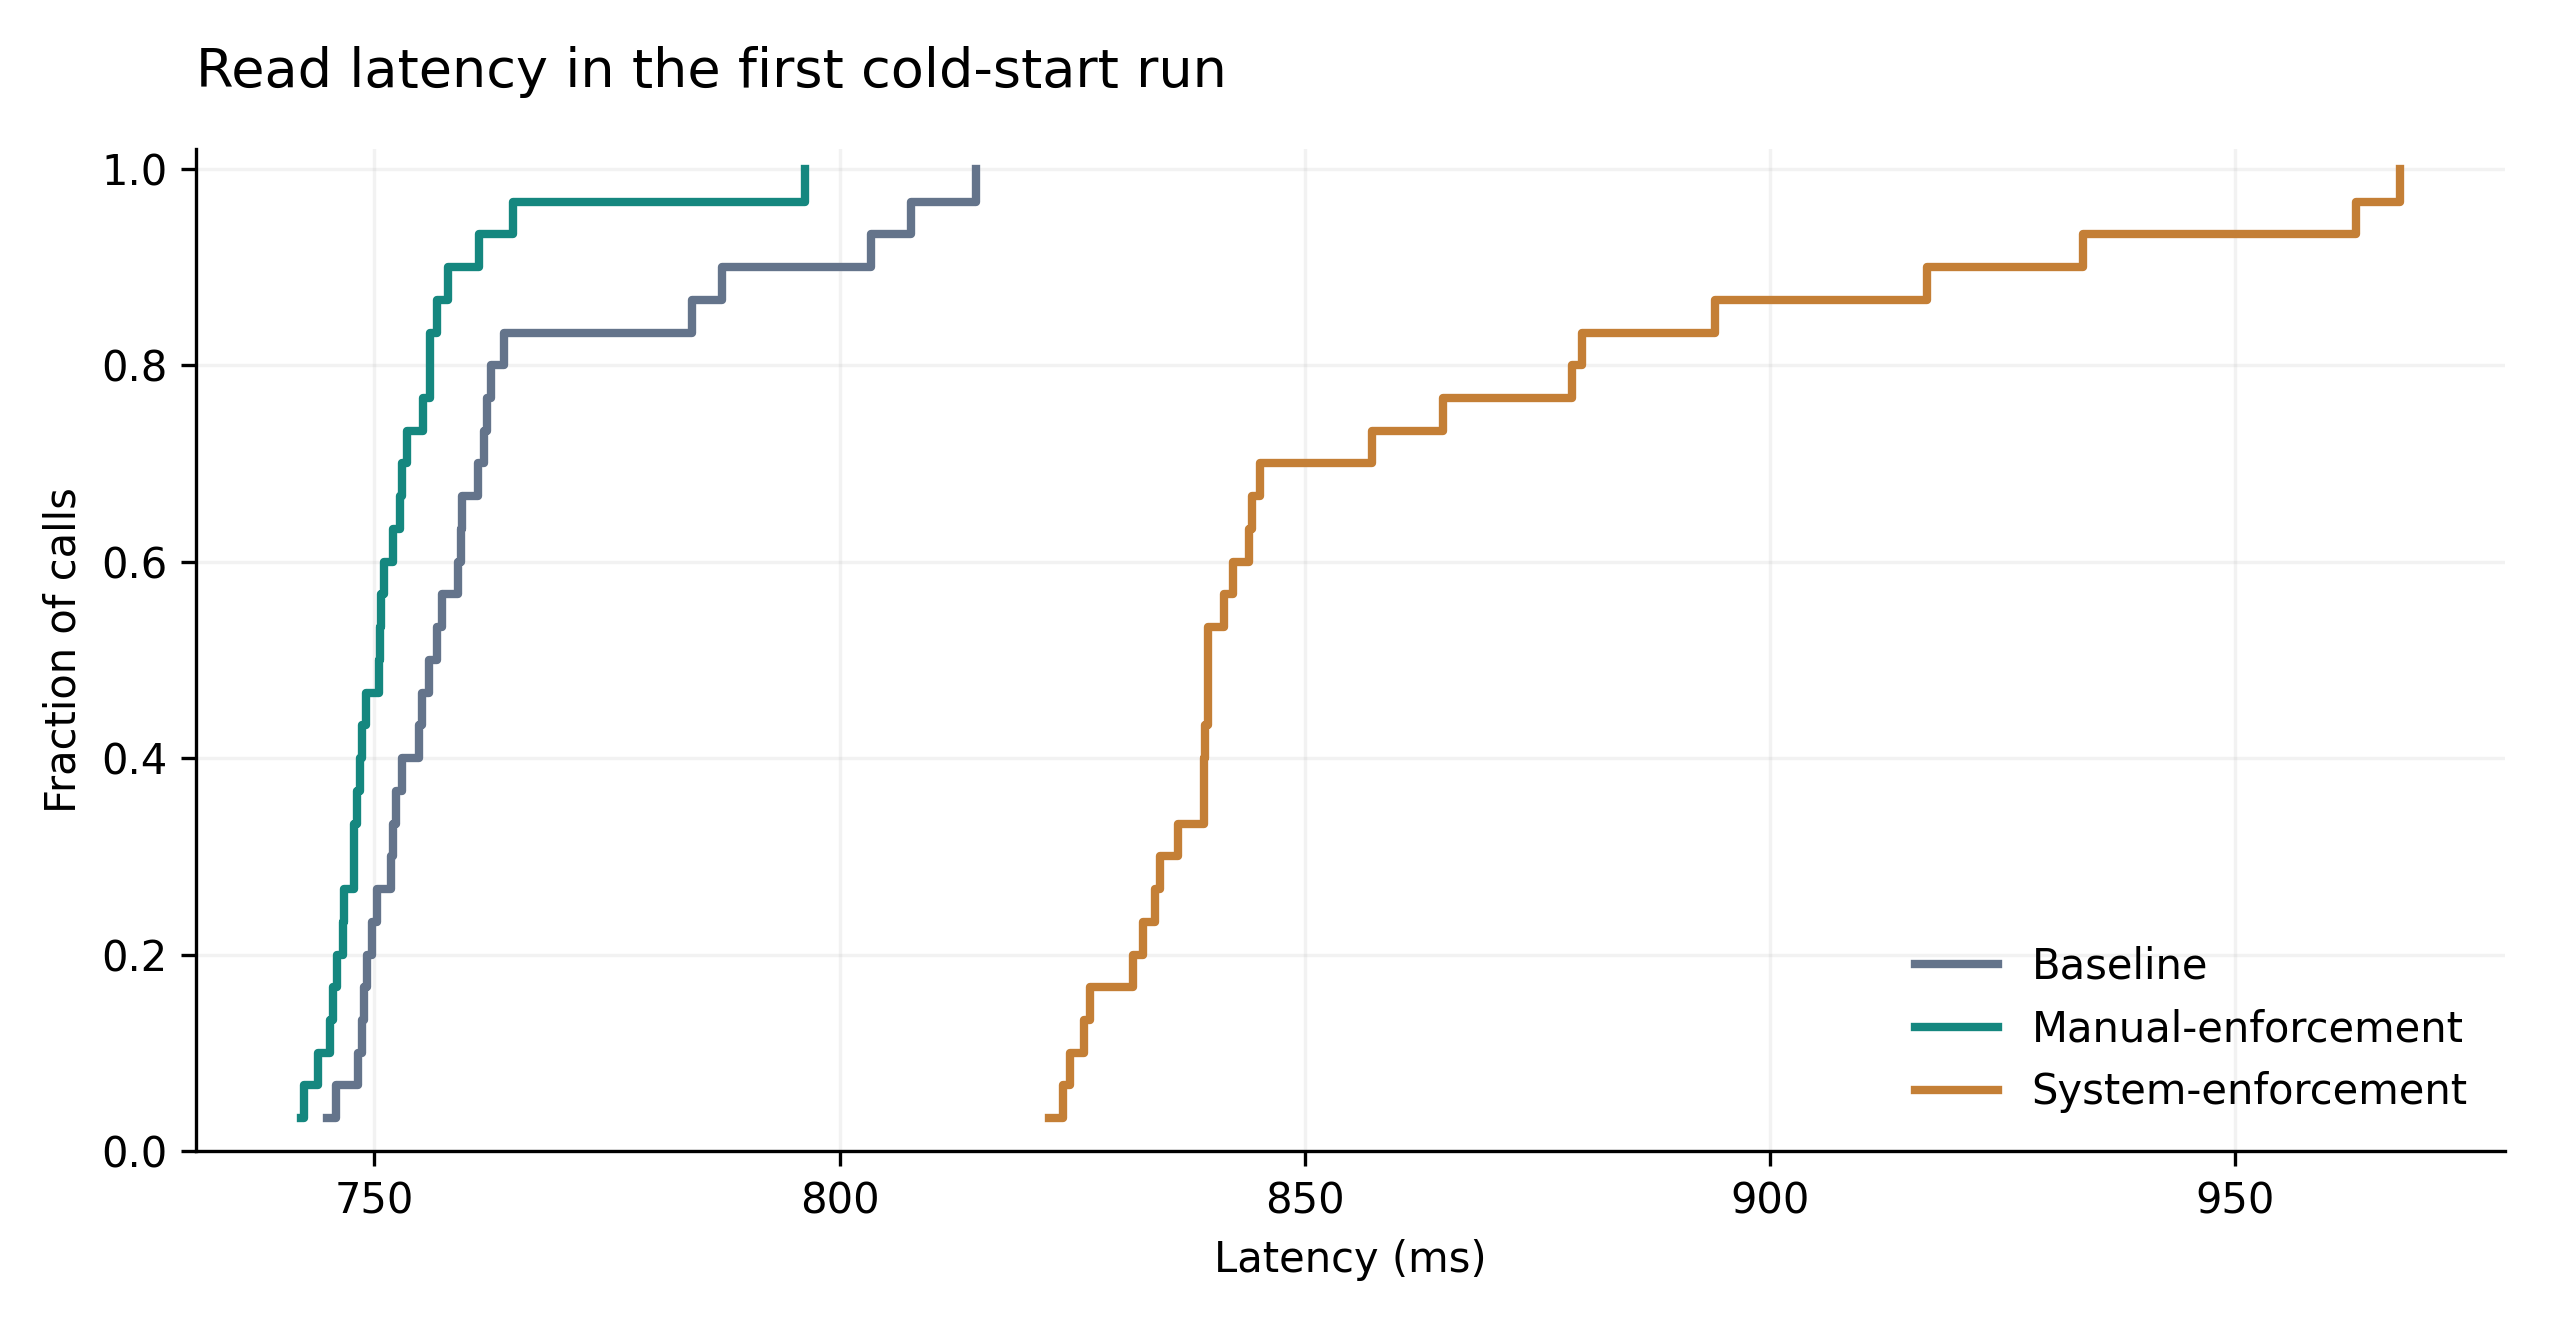 Read latency in the first cold-start run
1.0
0.8
0.6
0.4
0.2
0.0
Fraction of calls
750
800
850
900
950
Latency (ms)
Baseline
Manual-enforcement
System-enforcement